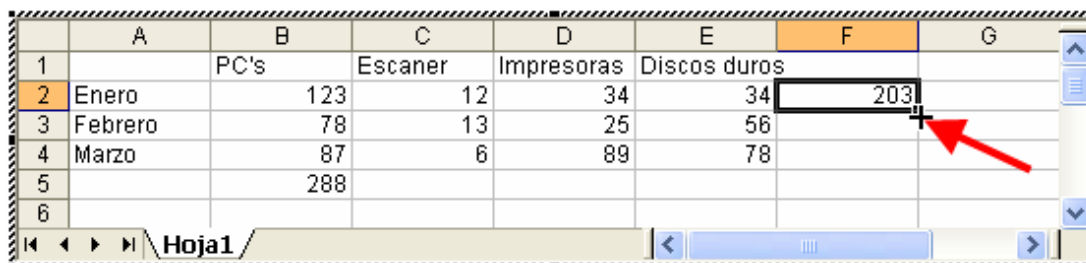 A B C D E F G
1 PC's Escaner Impresoras Discos duros
2 Enero 123 12 34 34 203
3 Febrero 78 13 25 56
4 Marzo 87 6 89 78
5 288
6
Hoja1